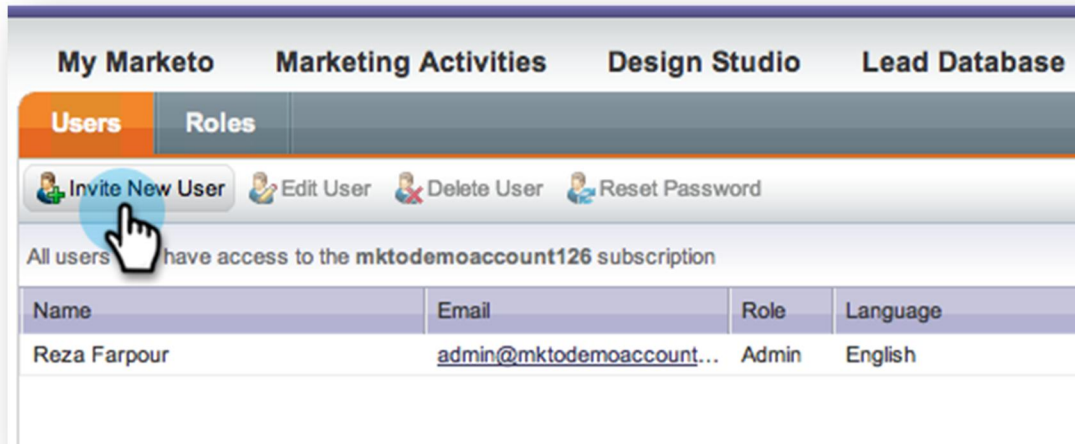 My Marketo Marketing Activities Design Studio Lead Database
Users Roles
Invite New User Edit User Delete User Reset Password
All users have access to the mktodemoaccount126 subscription
Name Email Role Language
Reza Farpour admin@mktodemoaccount... Admin English